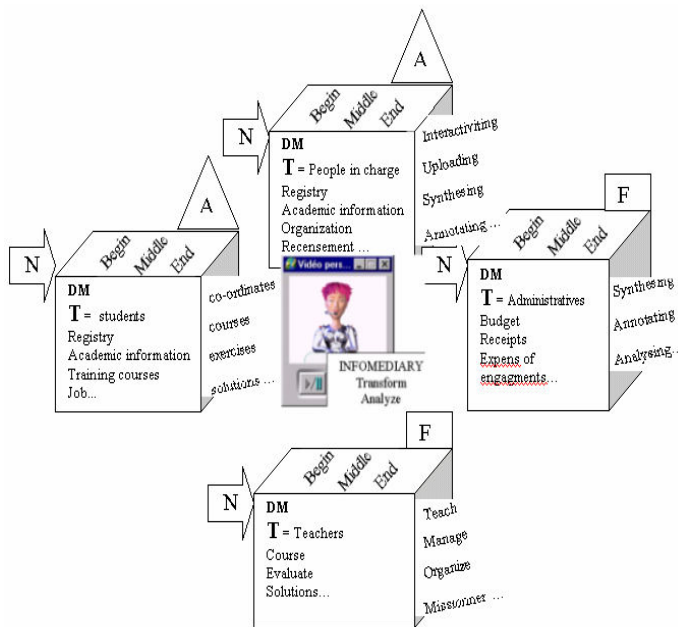 A
N
Begin
Middle
End
DM
T = People in charge
Registry
Academic information
Organization
Recensement ...
Interactiviting
Uploading
Synthesing
Annotating ...
A
N
Begin
Middle
End
DM
T = students
Registry
Academic information
Training courses
Job...
co-ordinates
courses
exercises
solutions ...
Vidéo pers...
INFOMEDIARY
Transform
Analyze
F
N
Begin
Middle
End
DM
T = Administratives
Budget
Receipts
Expens of
engagments...
Synthesing
Annotating
Analysing...
F
N
Begin
Middle
End
DM
T = Teachers
Course
Evaluate
Solutions...
Teach
Manage
Organize
Missionner ...